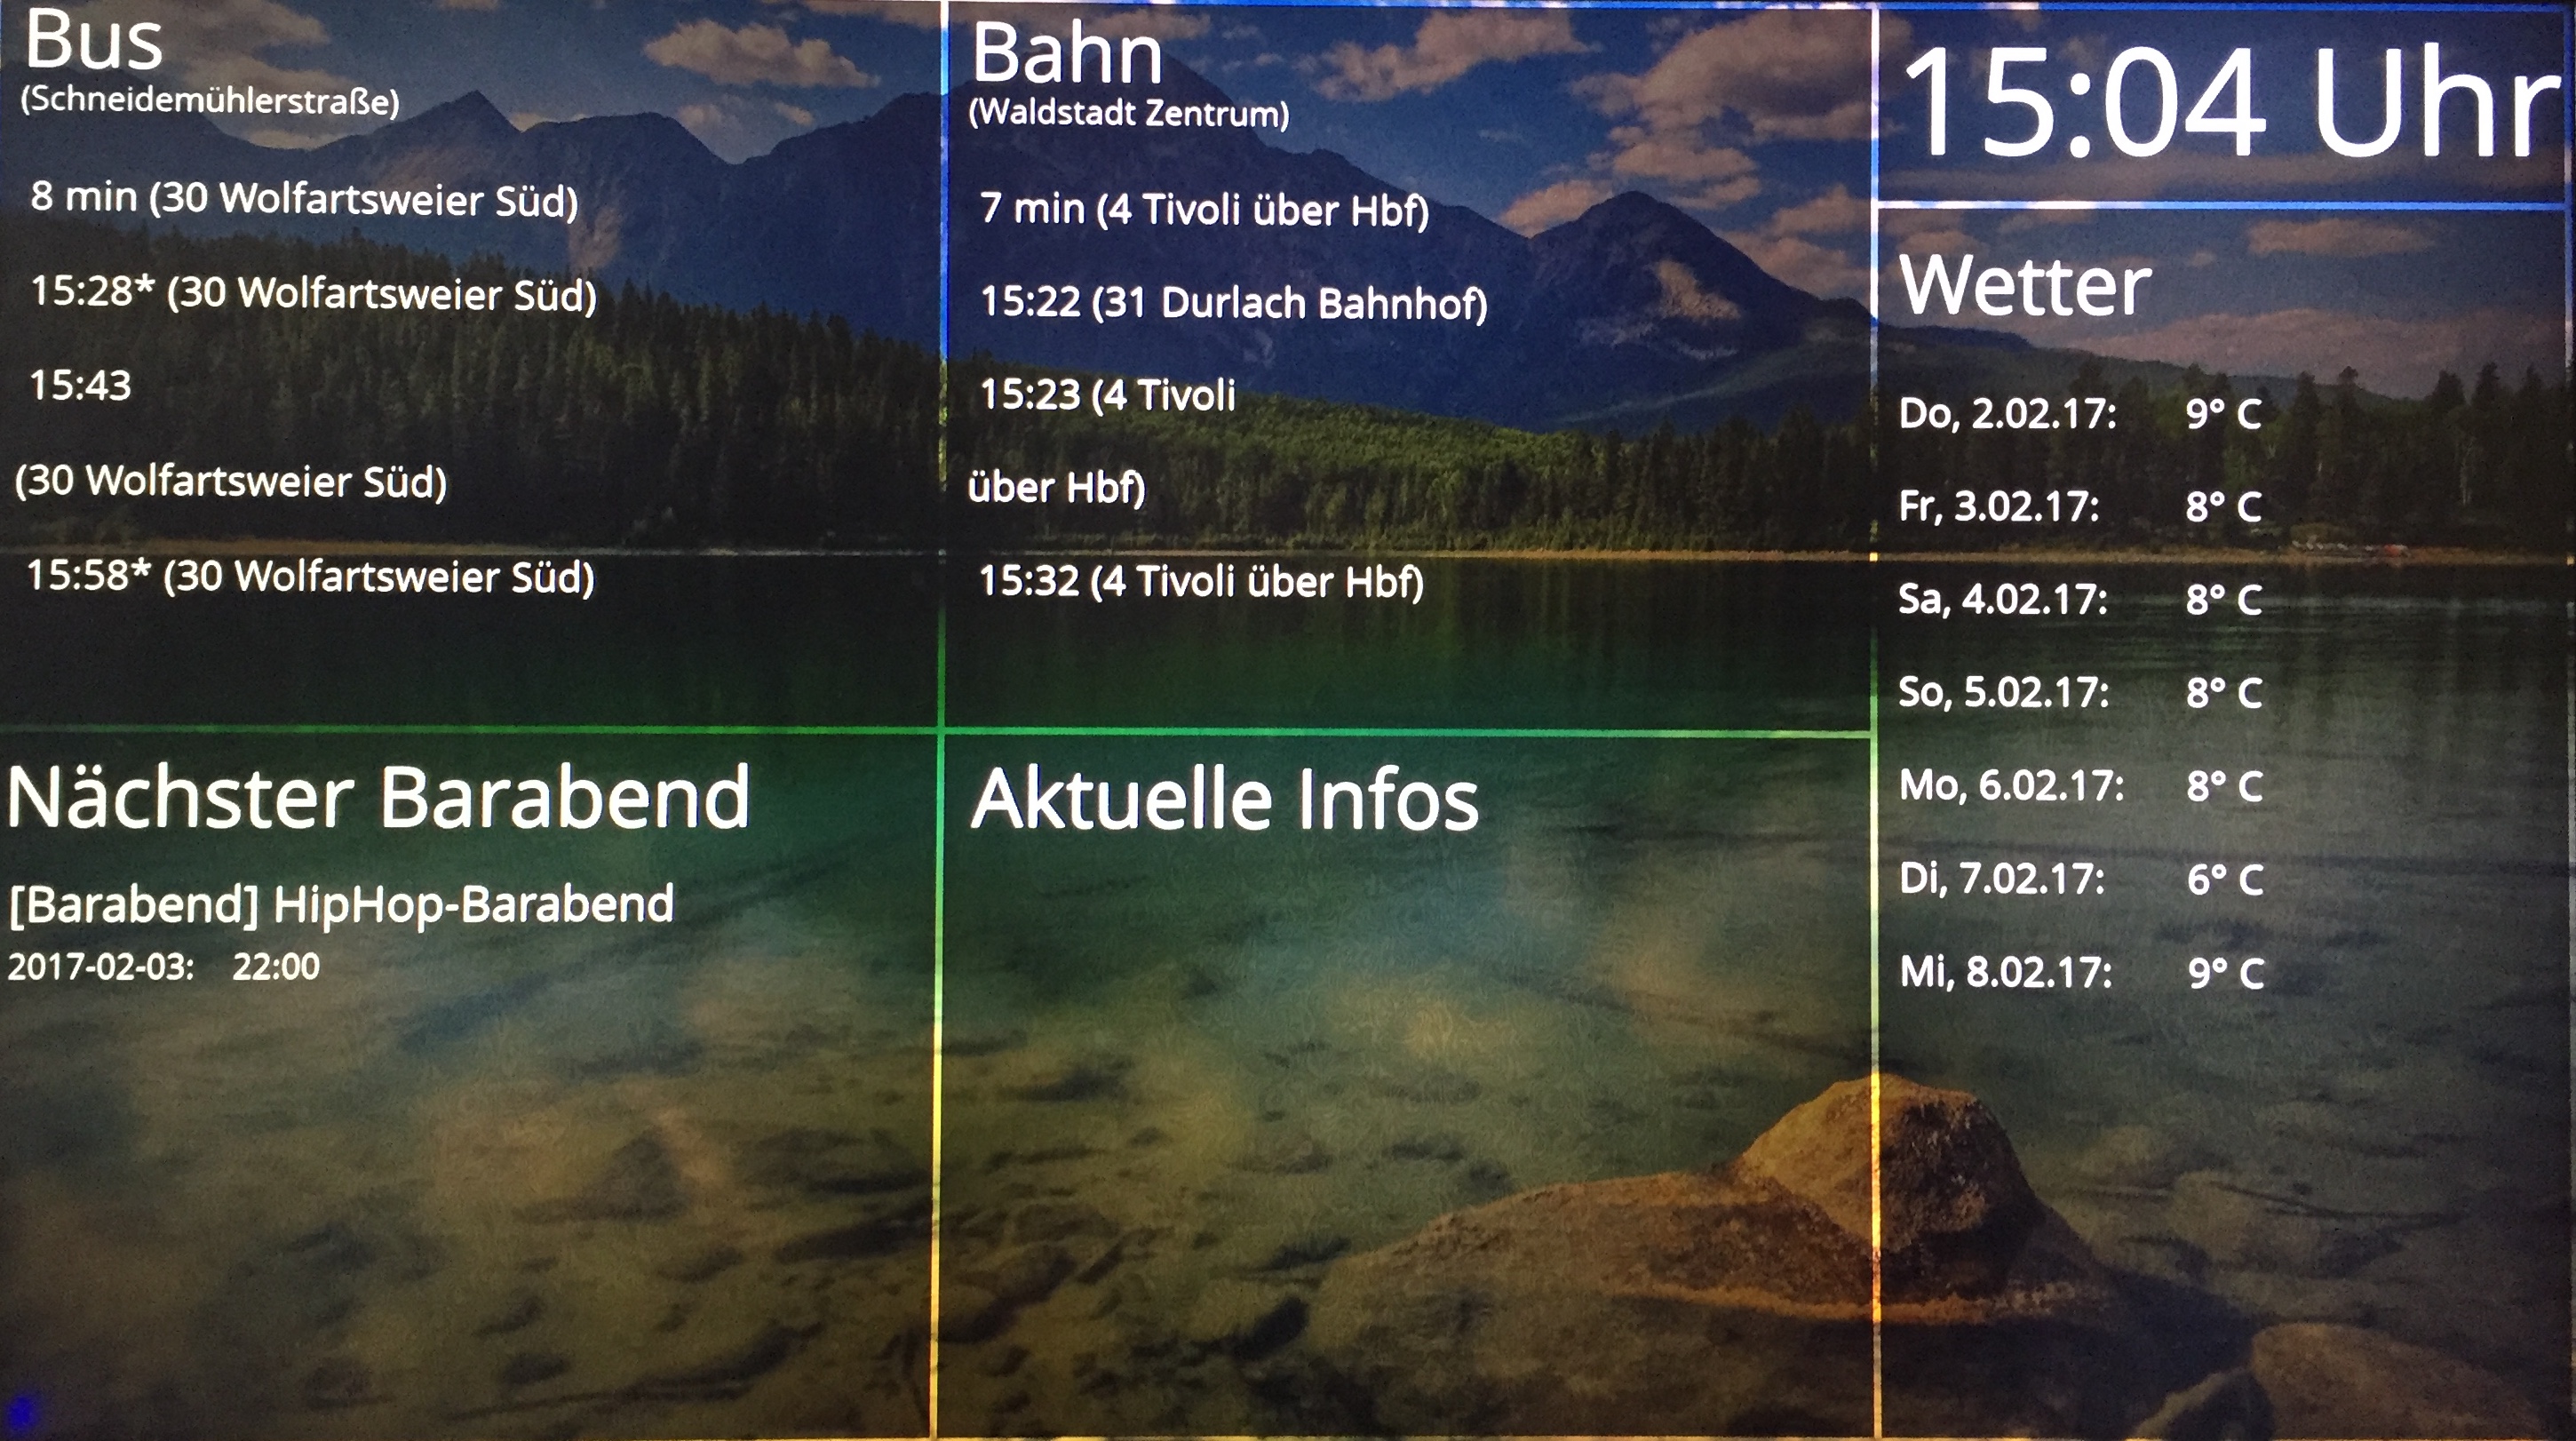 Bus
(Schneidemühlerstraße)
8 min (30 Wolfartsweier Süd)
15:28* (30 Wolfartsweier Süd)
15:43
(30 Wolfartsweier Süd)
15:58* (30 Wolfartsweier Süd)
Bahn
(Waldstadt Zentrum)
7 min (4 Tivoli über Hbf)
15:22 (31 Durlach Bahnhof)
15:23 (4 Tivoli
über Hbf)
15:32 (4 Tivoli über Hbf)
15:04 Uhr
Wetter
Do, 2.02.17: 9° C
Fr, 3.02.17: 8° C
Sa, 4.02.17: 8° C
So, 5.02.17: 8° C
Mo, 6.02.17: 8° C
Di, 7.02.17: 6° C
Mi, 8.02.17: 9° C
Nächster Barabend
[Barabend] HipHop-Barabend
2017-02-03: 22:00
Aktuelle Infos